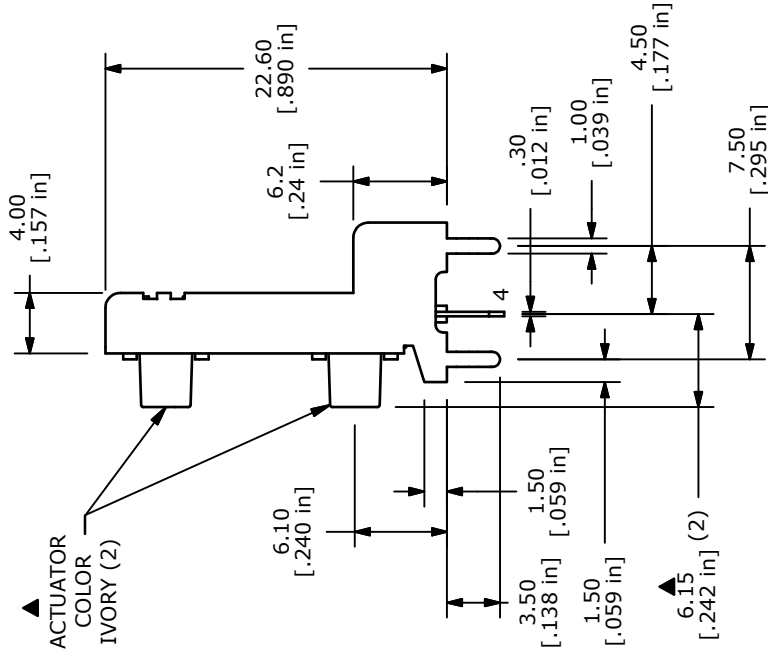 4.00
[.157 in]
22.60
[.890 in]
6.2
[.24 in]
.30
[.012 in]
1.00
[.039 in]
4.50
[.177 in]
7.50
[.295 in]
4
▲
ACTUATOR
COLOR
IVORY (2)
6.10
[.240 in]
1.50
[.059 in]
3.50
[.138 in]
1.50
[.059 in]
▲
6.15
[.242 in] (2)